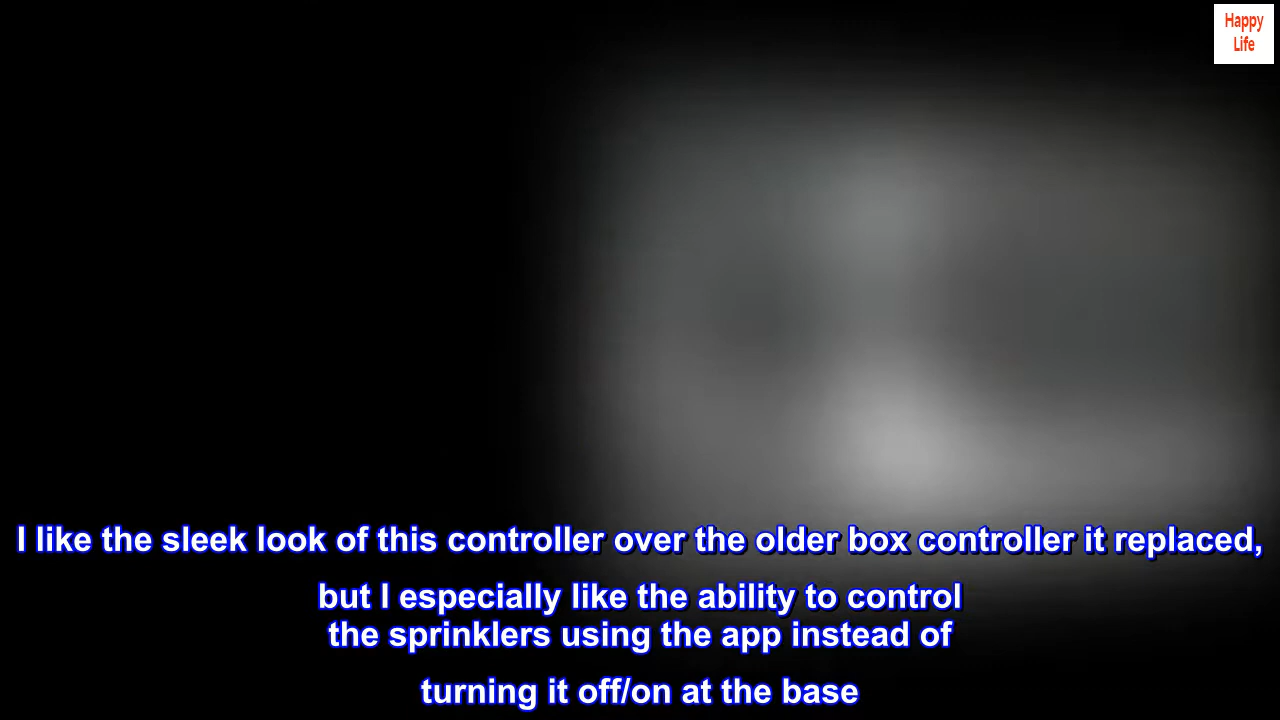 Happy
Life
I like the sleek look of this controller over the older box controller it replaced,
but I especially like the ability to control
the sprinklers using the app instead of
turning it off/on at the base